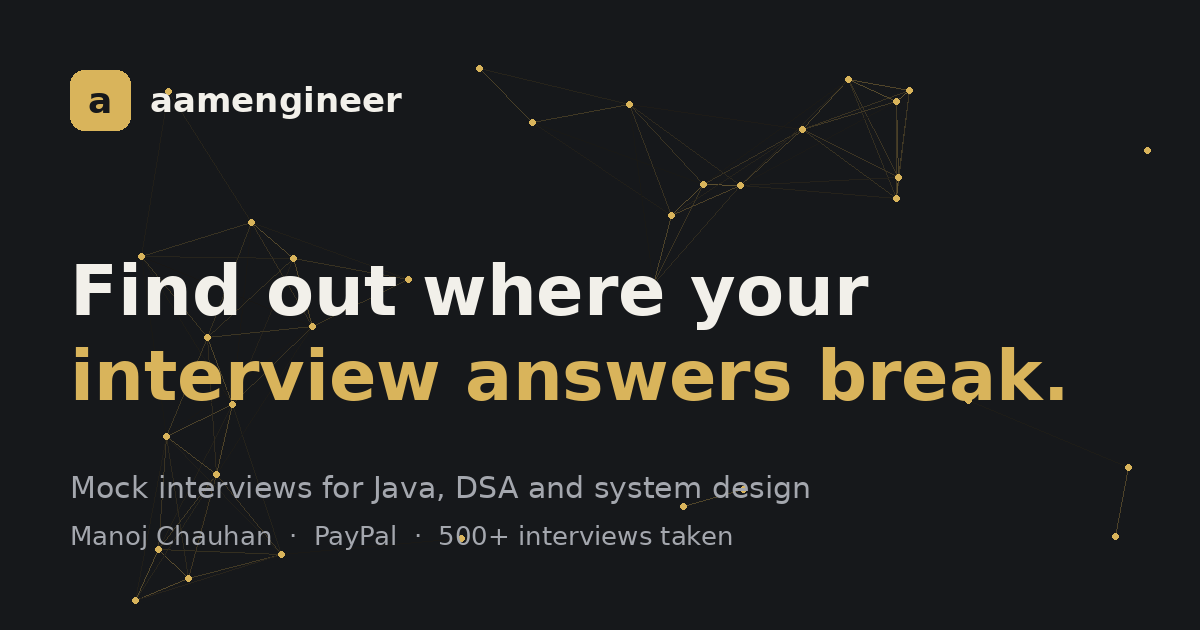 a aamengineer
Find out where your
interview answers break.
Mock interviews for Java, DSA and system design
Manoj Chauhan · PayPal · 500+ interviews taken